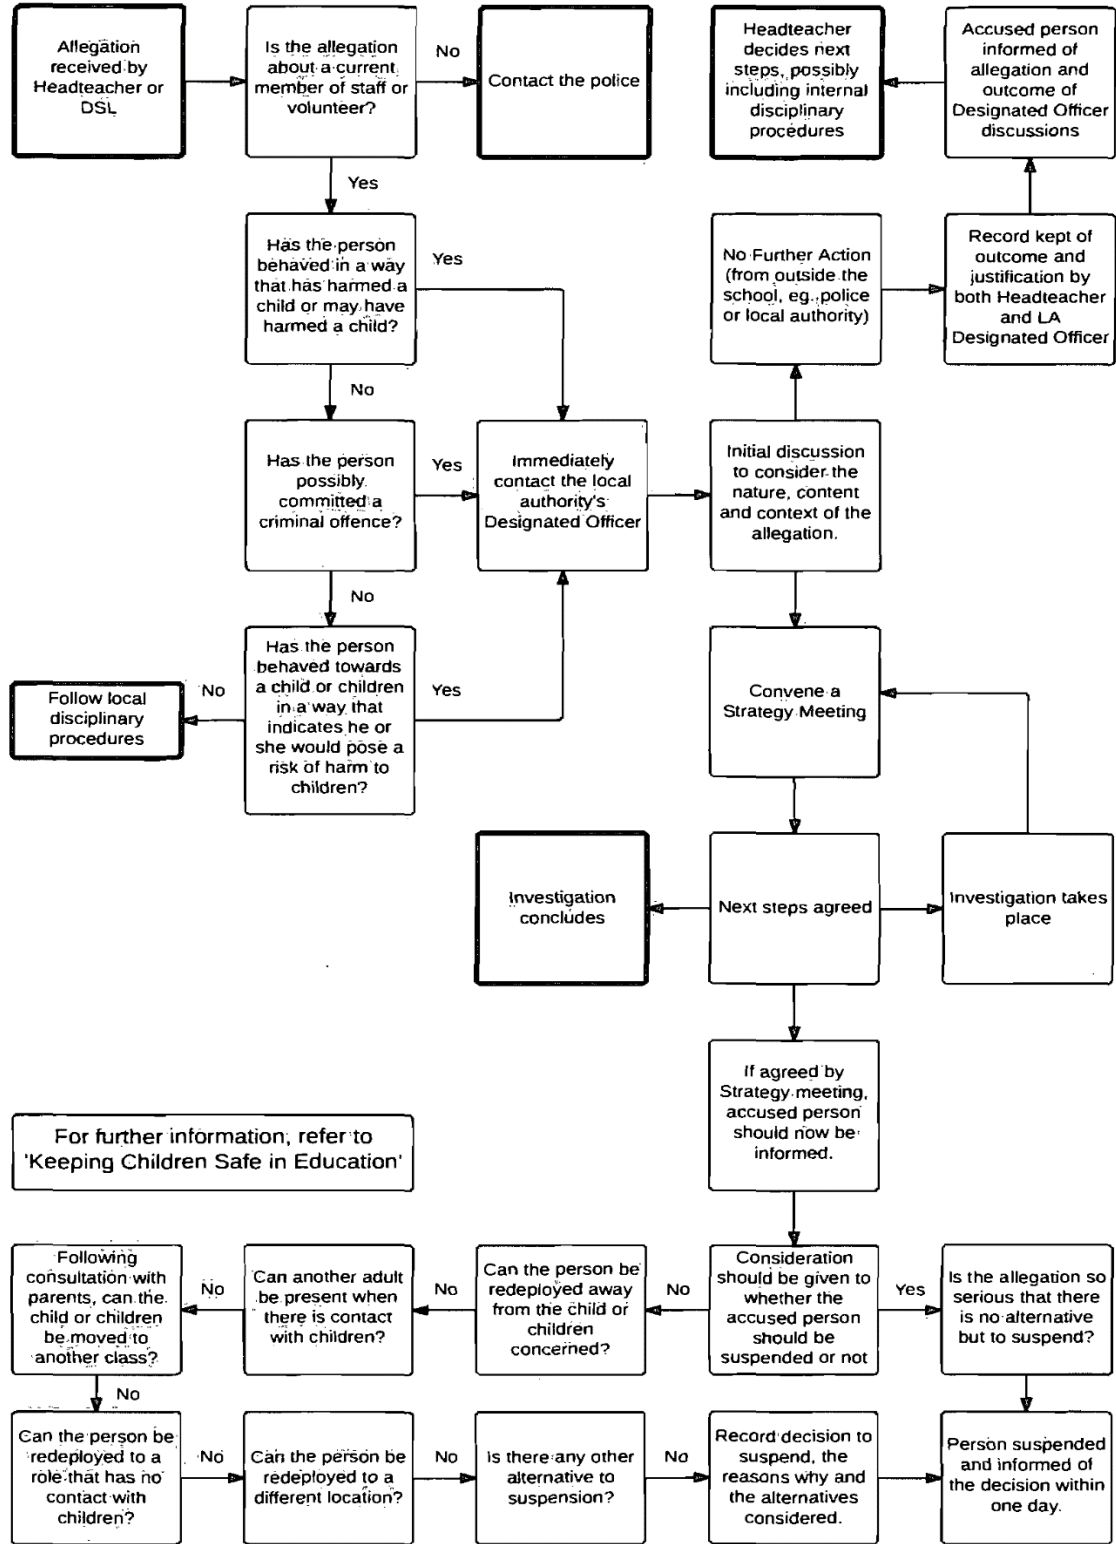 Allegation
received by
Headteacher or
DSL
Is the allegation
about a current
member of staff or
volunteer?
No
Contact the police
Headteacher
decides next
steps, possibly
including internal
disciplinary
procedures
Accused person
informed of
allegation and
outcome of
Designated Officer
discussions
Yes
Has the person
behaved in a way
that has harmed a
child or may have
harmed a child?
Yes
No Further Action
(from outside the
school, eg. police
or local authority)
Record kept of
outcome and
justification by
both Headteacher
and LA
Designated Officer
No
Has the person
possibly
committed a
criminal offence?
Yes
Immediately
contact the local
authority's
Designated Officer
Initial discussion
to consider the
nature, content
and context of the
allegation.
No
Follow local
disciplinary
procedures
No
Has the person
behaved towards
a child or children
in a way that
indicates he or
she would pose a
risk of harm to
children?
Yes
Convene a
Strategy Meeting
Investigation
concludes
Next steps agreed
Investigation takes
place
If agreed by
Strategy meeting,
accused person
should now be
informed.
For further information, refer to
'Keeping Children Safe in Education'
Following
consultation with
parents, can the
child or children
be moved to
another class?
No
Can another adult
be present when
there is contact
with children?
No
Can the person be
redeployed away
from the child or
children
concerned?
No
Consideration
should be given to
whether the
accused person
should be
suspended or not
Yes
Is the allegation so
serious that there
is no alternative
but to suspend?
No
Can the person be
redeployed to a
role that has no
contact with
children?
No
Can the person be
redeployed to a
different location?
No
Is there any other
alternative to
suspension?
No
Record decision to
suspend, the
reasons why and
the alternatives
considered.
Person suspended
and informed of
the decision within
one day.